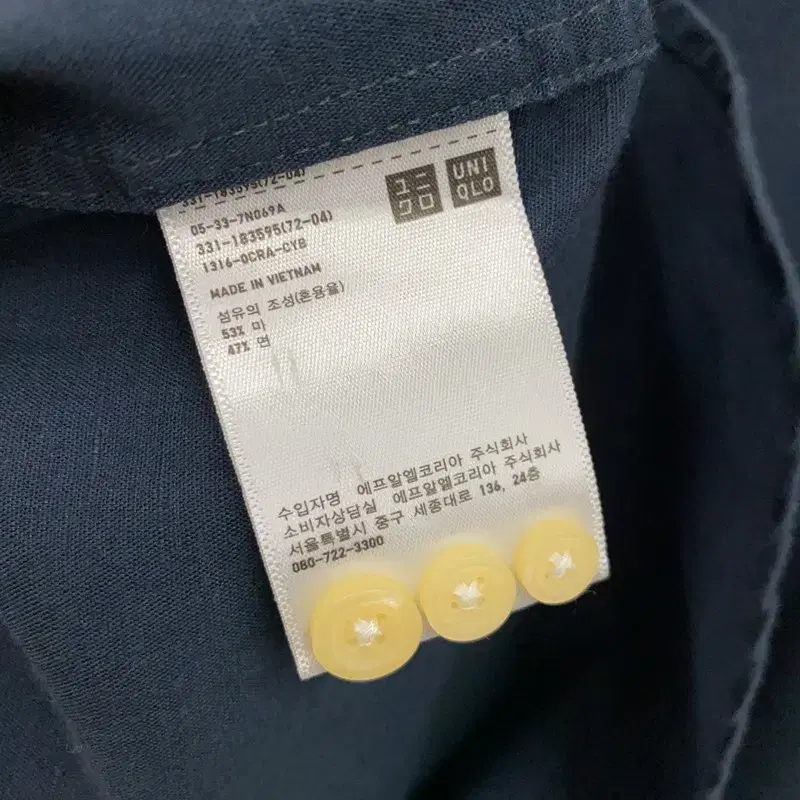 331-183595(72-04)
ユニ
クロ
UNI
QLO
05-33-7N069A
331-183595(72-04)
1316-0CRA-CYB
MADE IN VIETNAM
섬유의 조성(혼용율)
53% 마
47% 면
수입자명 에프알엘코리아 주식회사
소비자상담실 에프알엘코리아 주식회사
서울특별시 중구 세종대로 136, 24층
080-722-3300